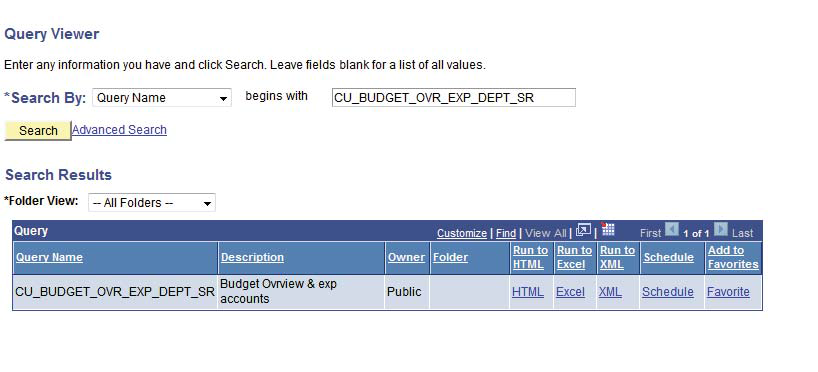 Query Viewer
Enter any information you have and click Search. Leave fields blank for a list of all values.
*Search By: Query Name begins with CU_BUDGET_OVR_EXP_DEPT_SR
Search Advanced Search
Search Results
*Folder View: -- All Folders --
Query Customize | Find | View All | | First 1 of 1 Last
Query Name Description Owner Folder Run to HTML Run to Excel Run to XML Schedule Add to Favorites
CU_BUDGET_OVR_EXP_DEPT_SR Budget Ovrview & exp accounts Public HTML Excel XML Schedule Favorite